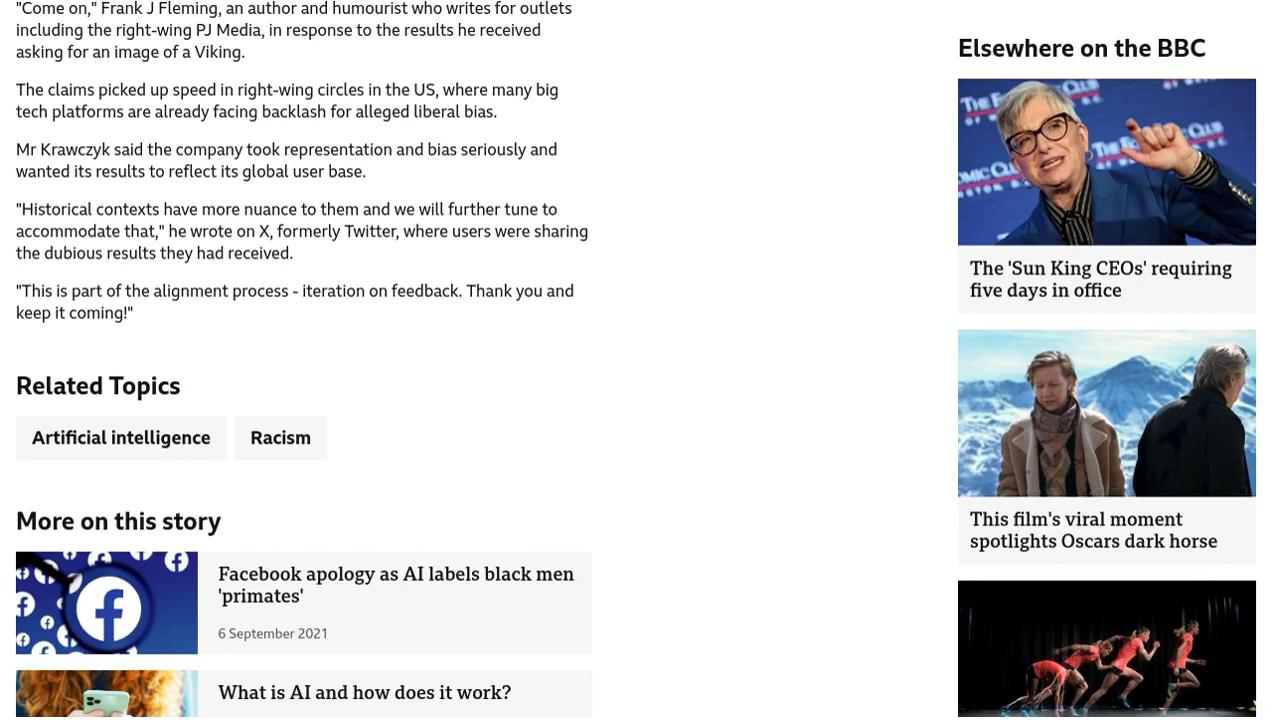 "Come on," Frank J Fleming, an author and humourist who writes for outlets
including the right-wing PJ Media, in response to the results he received
asking for an image of a Viking.
The claims picked up speed in right-wing circles in the US, where many big
tech platforms are already facing backlash for alleged liberal bias.
Mr Krawczyk said the company took representation and bias seriously and
wanted its results to reflect its global user base.
"Historical contexts have more nuance to them and we will further tune to
accommodate that," he wrote on X, formerly Twitter, where users were sharing
the dubious results they had received.
"This is part of the alignment process - iteration on feedback. Thank you and
keep it coming!"
Related Topics
Artificial intelligence
Racism
More on this story
Facebook apology as AI labels black men
'primates'
6 September 2021
What is AI and how does it work?
Elsewhere on the BBC
The 'Sun King CEOs' requiring
five days in office
This film's viral moment
spotlights Oscars dark horse